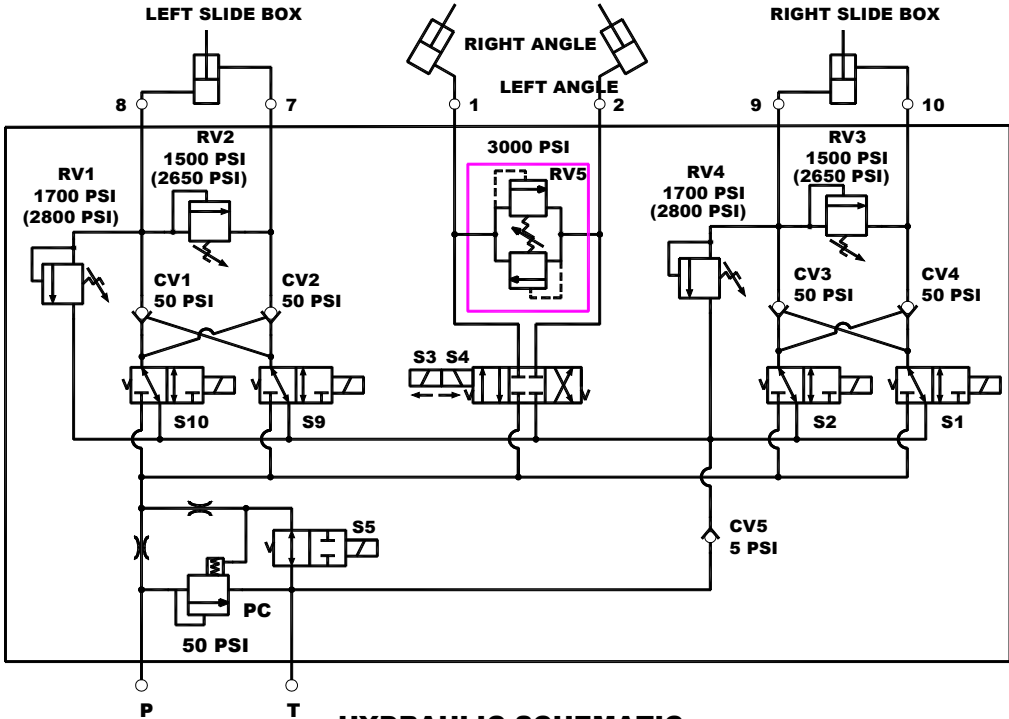 LEFT SLIDE BOX
RIGHT SLIDE BOX
RIGHT ANGLE
LEFT ANGLE
8
7
1
2
9
10
RV2
1500 PSI
(2650 PSI)
RV1
1700 PSI
(2800 PSI)
3000 PSI
RV5
RV3
1500 PSI
(2650 PSI)
RV4
1700 PSI
(2800 PSI)
CV1
50 PSI
CV2
50 PSI
CV3
50 PSI
CV4
50 PSI
S3 S4
S10
S9
S2
S1
S5
CV5
5 PSI
PC
50 PSI
P
T
HYDRAULIC SCHEMATIC